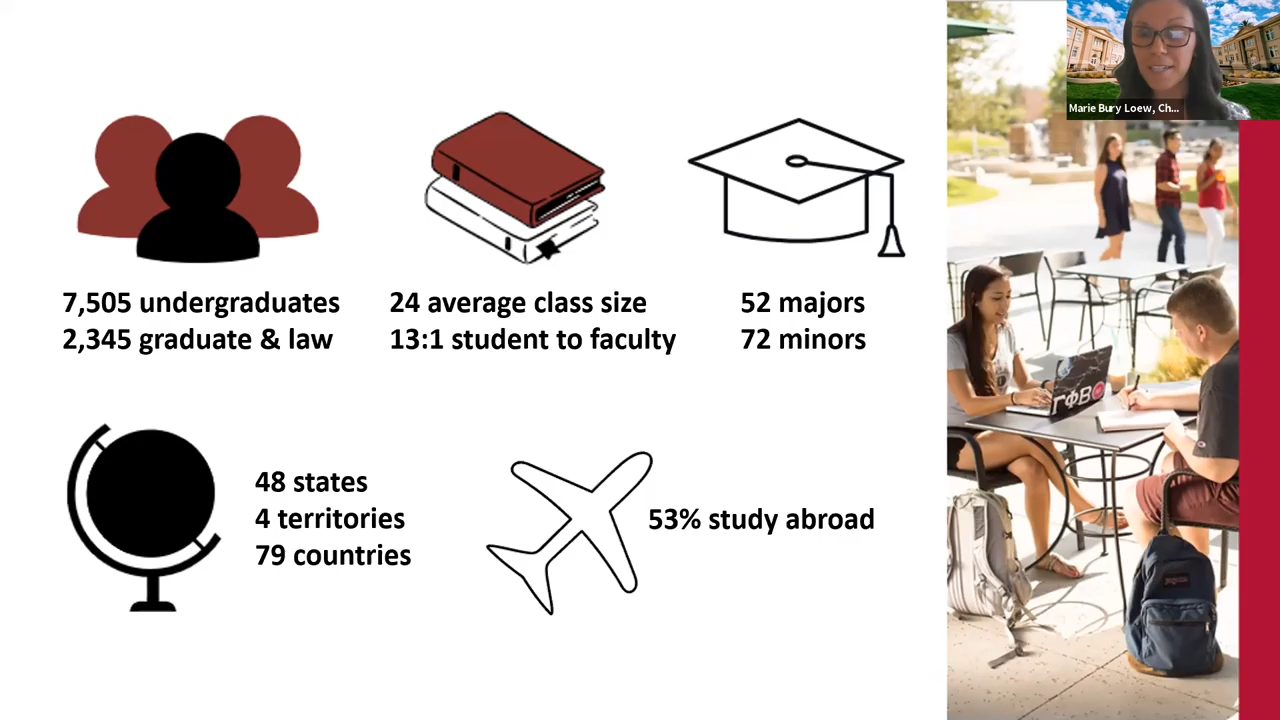 Marie Bury Loew, Ch...
7,505 undergraduates
2,345 graduate & law
24 average class size
13:1 student to faculty
52 majors
72 minors
48 states
4 territories
79 countries
53% study abroad
ΓΦΒ
JANSPORT